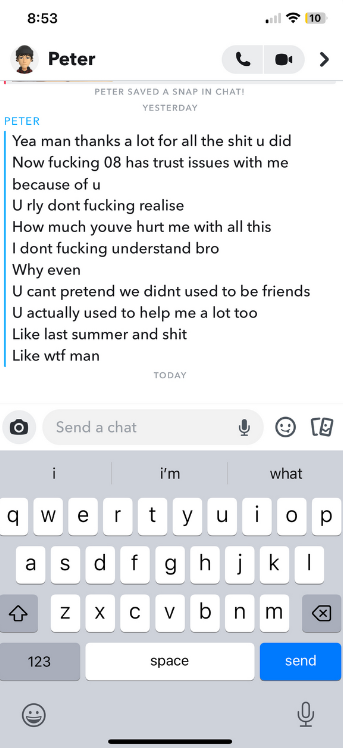 8:53
10
Peter
PETER SAVED A SNAP IN CHAT!
YESTERDAY
PETER
Yea man thanks a lot for all the shit u did
Now fucking 08 has trust issues with me
because of u
U rly dont fucking realise
How much youve hurt me with all this
I dont fucking understand bro
Why even
U cant pretend we didnt used to be friends
U actually used to help me a lot too
Like last summer and shit
Like wtf man
TODAY
Send a chat
i i'm what
q w e r t y u i o p
a s d f g h j k l
z x c v b n m
123 space send